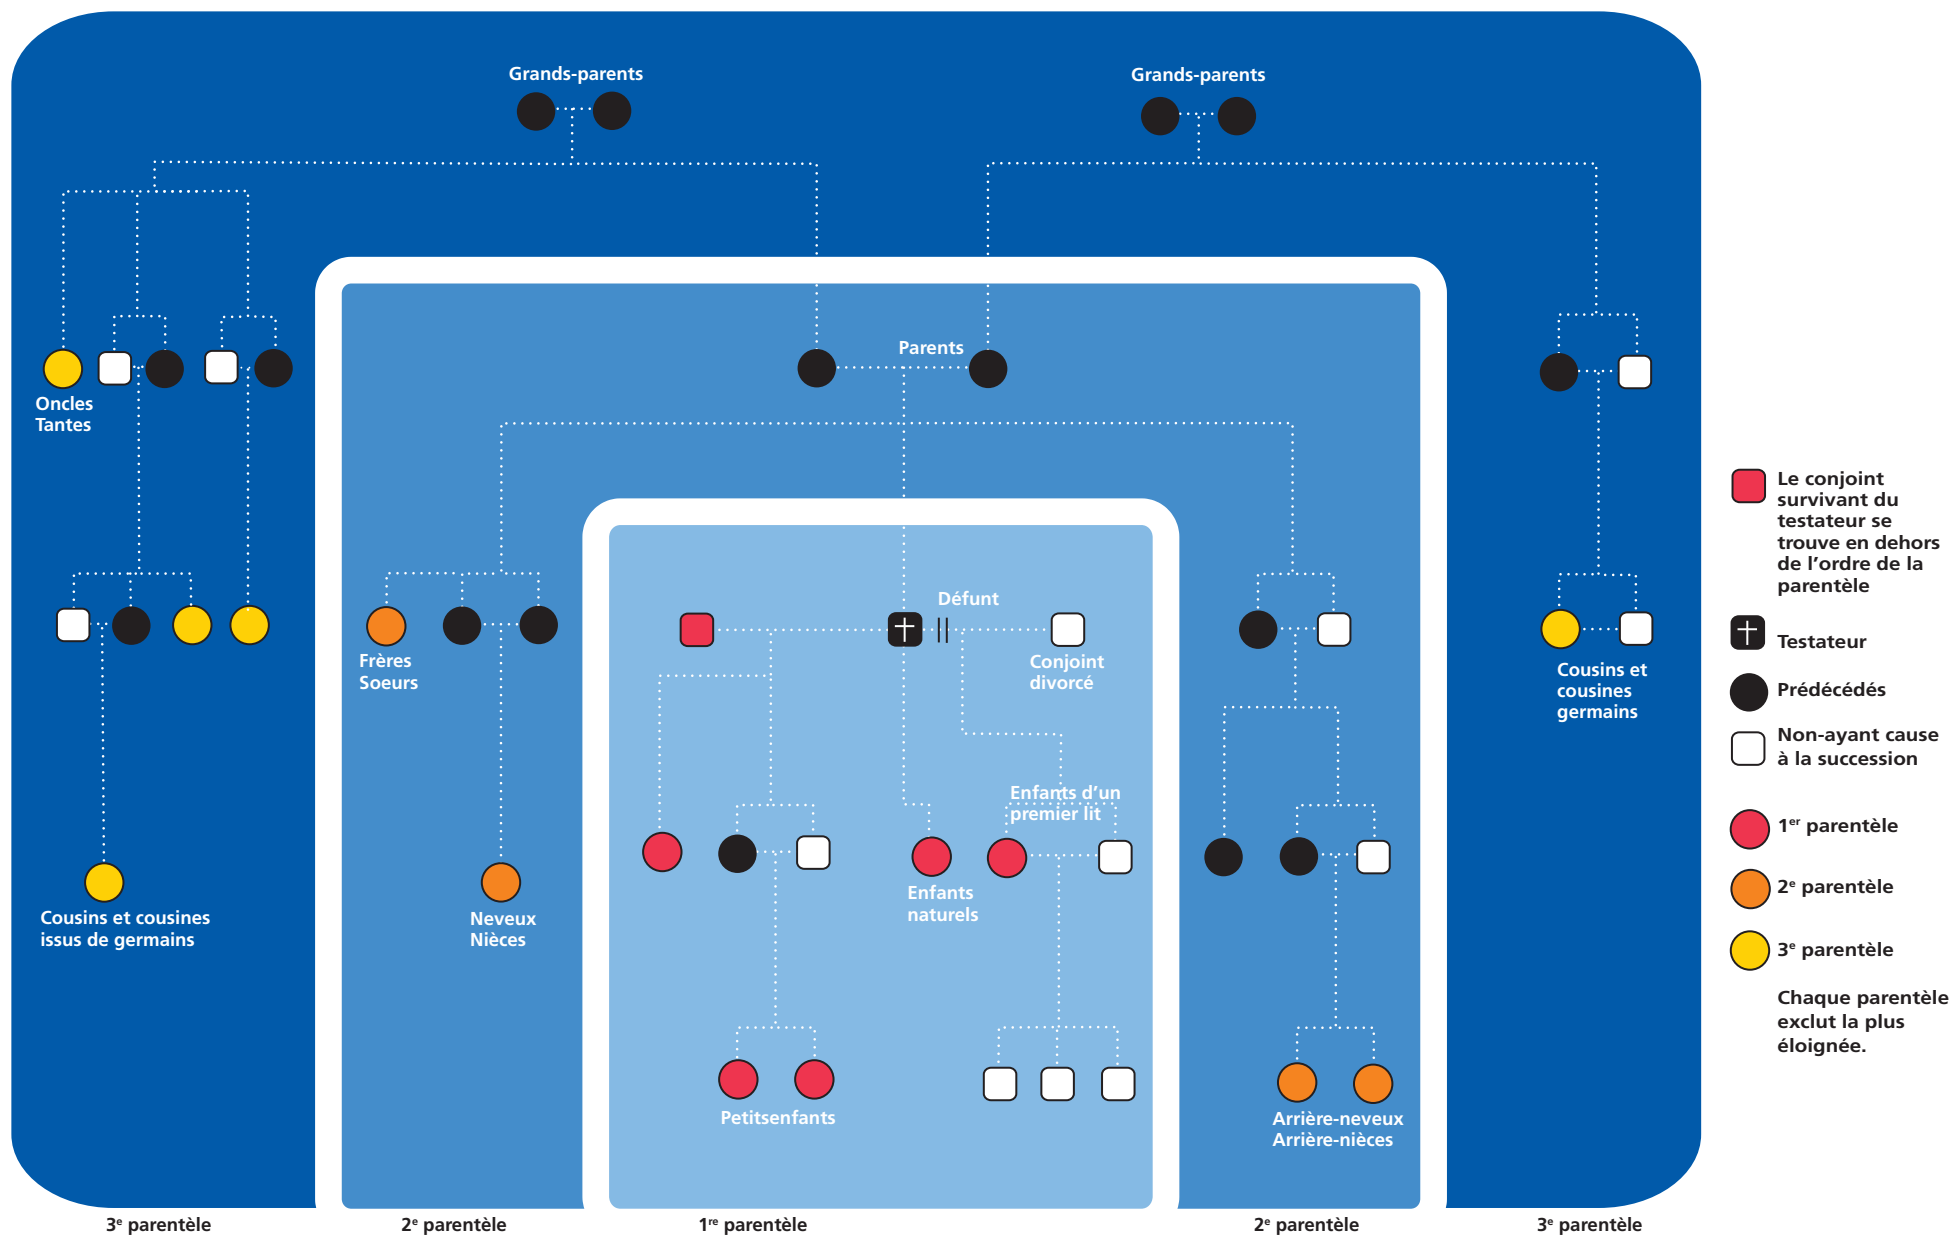 Grands-parents
Grands-parents
Parents
Oncles
Tantes
Le conjoint
survivant du
testateur se
trouve en dehors
de l’ordre de la
parentèle
Défunt
Testateur
Frères
Soeurs
Conjoint
divorcé
Cousins et
cousines
germains
Prédécédés
Non-ayant cause
à la succession
Enfants d’un
premier lit
1er parentèle
Enfants
naturels
2e parentèle
Cousins et cousines
issus de germains
Neveux
Nièces
3e parentèle
Chaque parentèle
exclut la plus
éloignée.
Petitsenfants
Arrière-neveux
Arrière-nièces
3e parentèle
2e parentèle
1re parentèle
2e parentèle
3e parentèle